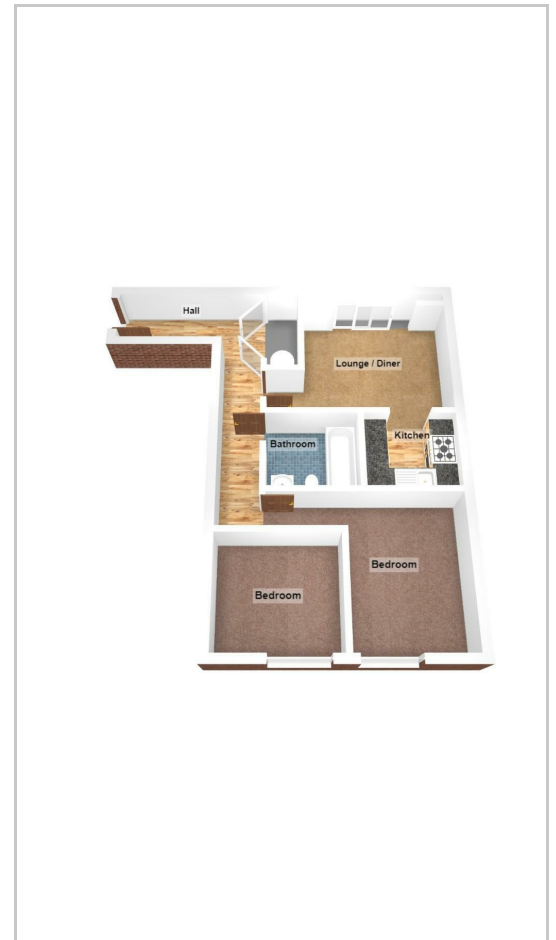 Hall
Lounge / Diner
Kitchen
Bathroom
Bedroom
Bedroom